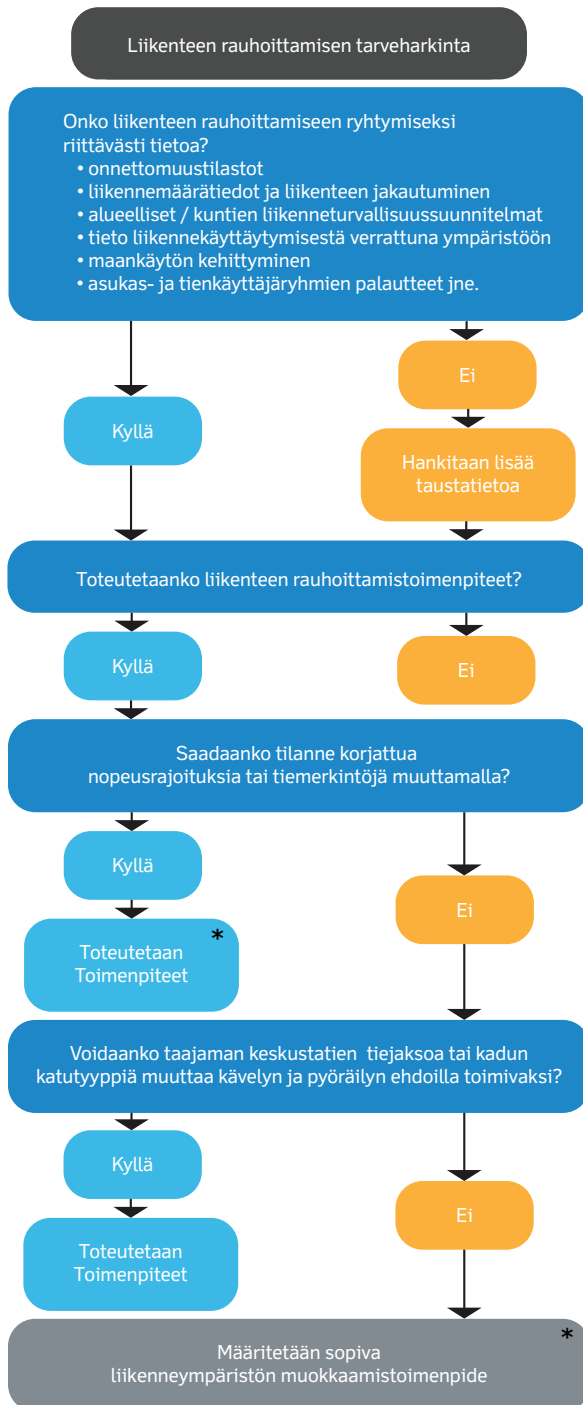 Liikenteen rauhoittamisen tarveharkinta
Onko liikenteen rauhoittamiseen ryhtymiseksi
riittävästi tietoa?
• onnettomuustilastot
• liikennemäärätiedot ja liikenteen jakautuminen
• alueelliset / kuntien liikenneturvallisuussuunnitelmat
• tieto liikennekäyttäytymisestä verrattuna ympäristöön
• maankäytön kehittyminen
• asukas- ja tienkäyttäjäryhmien palautteet jne.
Ei
Kyllä
Hankitaan lisää
taustatietoa
Toteutetaanko liikenteen rauhoittamistoimenpiteet?
Kyllä
Ei
Saadaanko tilanne korjattua
nopeusrajoituksia tai tiemerkintöjä muuttamalla?
Kyllä
Ei
*
Toteutetaan
Toimenpiteet
Voidaanko taajaman keskustatien tiejaksoa tai kadun
katutyyppiä muuttaa kävelyn ja pyöräilyn ehdoilla toimivaksi?
Kyllä
Ei
Toteutetaan
Toimenpiteet
*
Määritetään sopiva
liikenneympäristön muokkaamistoimenpide